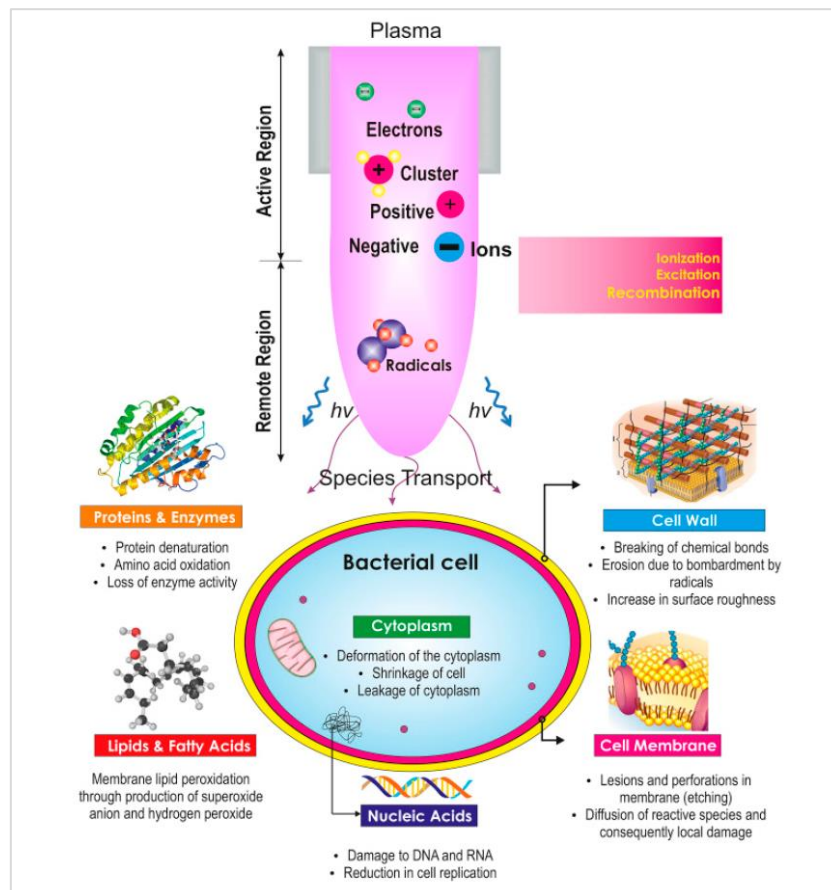 Plasma
Active Region
Electrons
+
Cluster
Positive
+
Negative
Ions
Ionization
Excitation
Recombination
Remote Region
Radicals
hv
hv
Species Transport
Proteins & Enzymes
• Protein denaturation
• Amino acid oxidation
• Loss of enzyme activity
Cell Wall
• Breaking of chemical bonds
• Erosion due to bombardment by
radicals
• Increase in surface roughness
Bacterial cell
Cytoplasm
• Deformation of the cytoplasm
• Shrinkage of cell
• Leakage of cytoplasm
Lipids & Fatty Acids
Membrane lipid peroxidation
through production of superoxide
anion and hydrogen peroxide
Cell Membrane
• Lesions and perforations in
membrane (etching)
• Diffusion of reactive species and
consequently local damage
Nucleic Acids
• Damage to DNA and RNA
• Reduction in cell replication